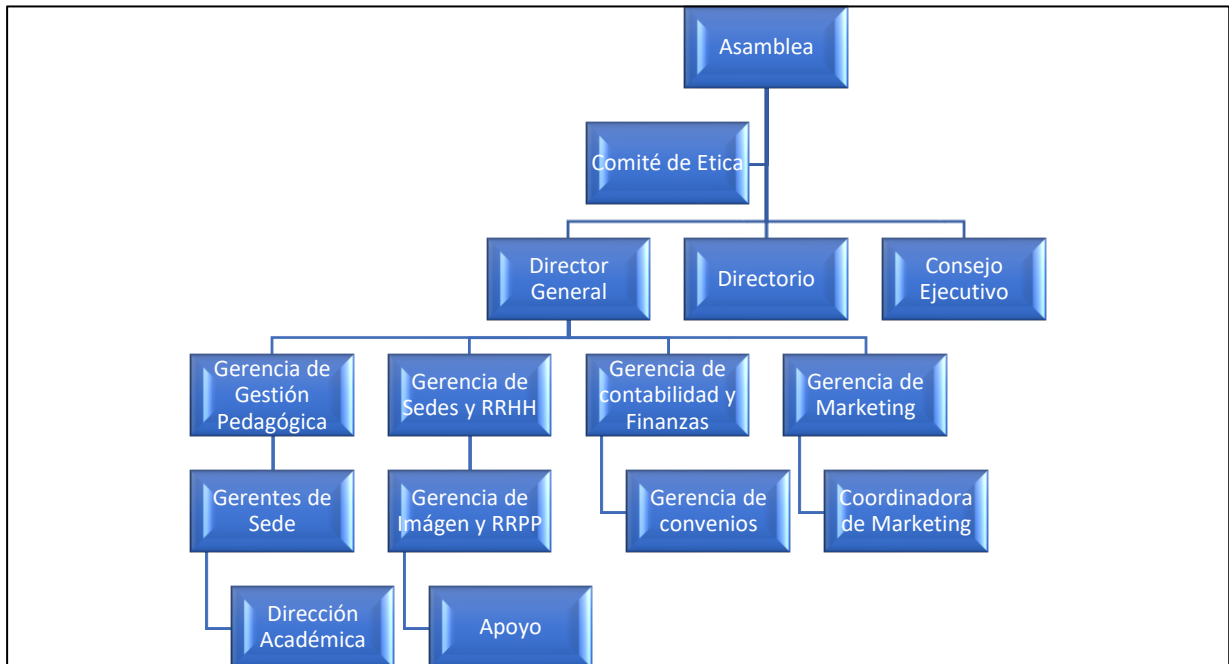 Asamblea
Comité de Etica
Director
General
Directorio
Consejo
Ejecutivo
Gerencia de
Gestión
Pedagógica
Gerencia de
Sedes y RRHH
Gerencia de
contabilidad y
Finanzas
Gerencia de
Marketing
Gerentes de
Sede
Gerencia de
Imágen y RRPP
Gerencia de
convenios
Coordinadora
de Marketing
Dirección
Académica
Apoyo